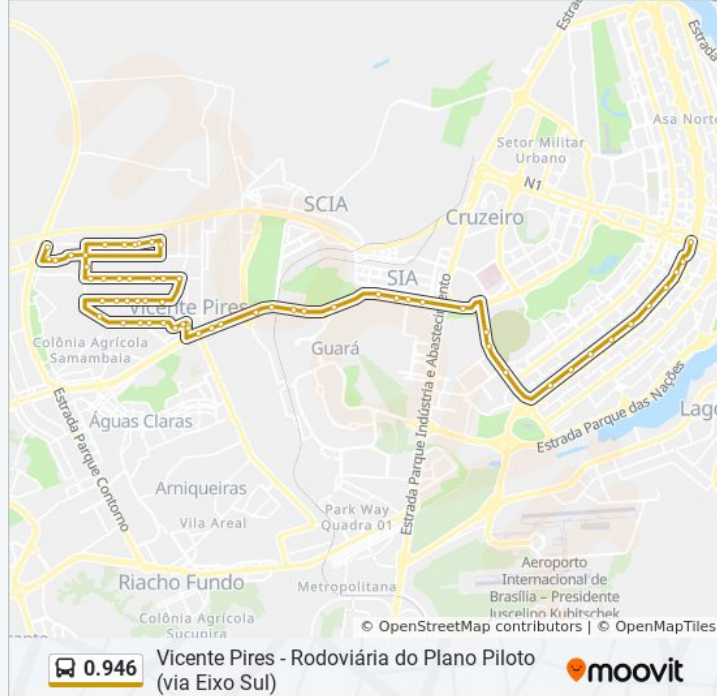 Asa Norte
Setor Militar
Urbano
N1
SCIA
Cruzeiro
SIA
Vicente Pires
Guará
Colônia Agrícola
Samambaia
Águas Claras
Estrada Parque Contorno
Estrada Parque Indústria e Abastecimento
Estrada Parque das Nações
Lago
Arniqueiras
Vila Areal
Park Way
Quadra 01
Riacho Fundo
Metropolitana
Aeroporto
Internacional de
Brasília – Presidente
Juscelino Kubitschek
Colônia Agrícola
Sucupira
© OpenStreetMap contributors | © OpenMapTiles
0.946
Vicente Pires - Rodoviária do Plano Piloto
(via Eixo Sul)
moovit